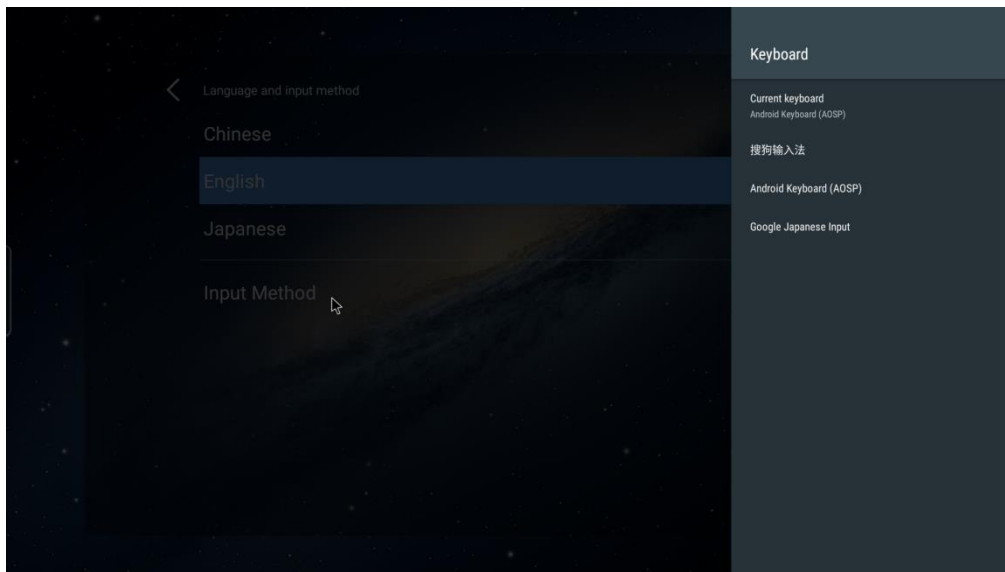 Language and input method
Chinese
English
Japanese
Input Method
Keyboard
Current keyboard
Android Keyboard (AOSP)
搜狗输入法
Android Keyboard (AOSP)
Google Japanese Input